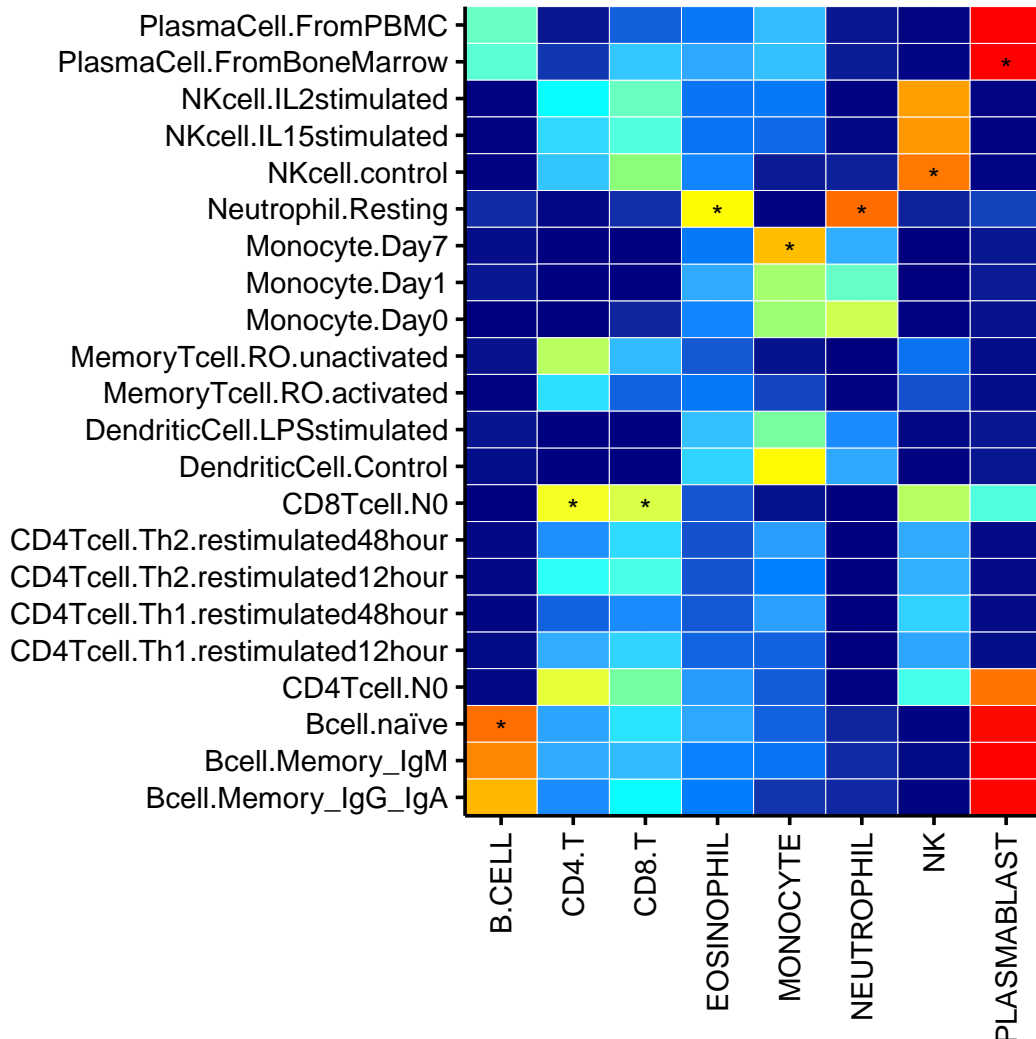 PlasmaCell.FromPBMC
PlasmaCell.FromBoneMarrow
*
NKcell.IL2stimulated
NKcell.IL15stimulated
NKcell.control
*
Neutrophil.Resting
* *
Monocyte.Day7
*
Monocyte.Day1
Monocyte.Day0
MemoryTcell.RO.unactivated
MemoryTcell.RO.activated
DendriticCell.LPSstimulated
DendriticCell.Control
CD8Tcell.N0
* *
CD4Tcell.Th2.restimulated48hour
CD4Tcell.Th2.restimulated12hour
CD4Tcell.Th1.restimulated48hour
CD4Tcell.Th1.restimulated12hour
CD4Tcell.N0
Bcell.naïve
*
Bcell.Memory_IgM
Bcell.Memory_IgG_IgA
B.CELL
CD4.T
CD8.T
EOSINOPHIL
MONOCYTE
NEUTROPHIL
NK
PLASMABLAST